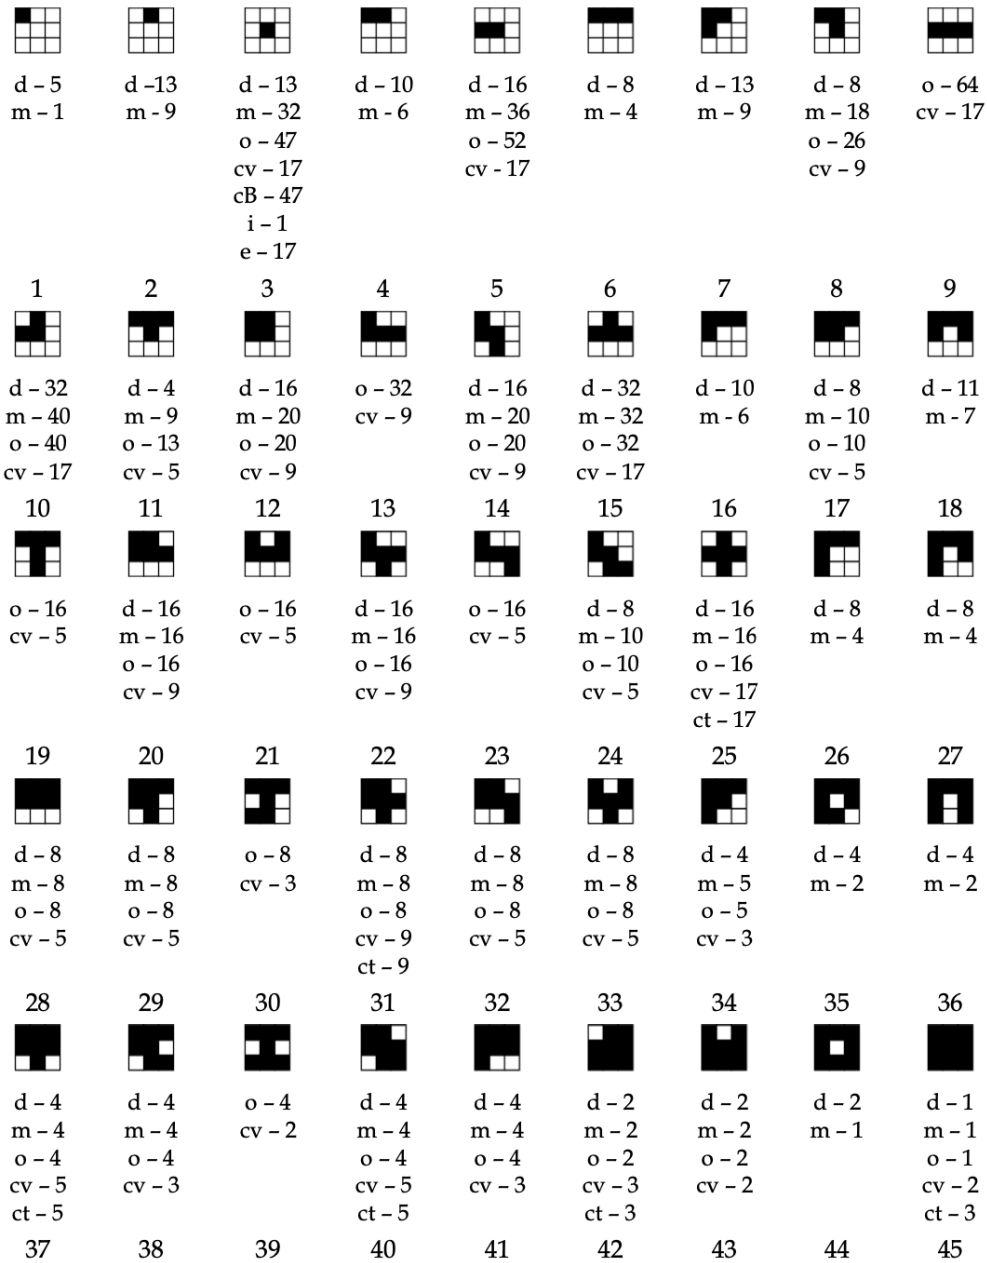 d – 5 d –13 d – 13 d – 10 d – 16 d – 8 d – 13 d – 8 o – 64
m – 1 m - 9 m – 32 m - 6 m – 36 m – 4 m – 9 m – 18 cv – 17
o – 47 o – 52 o – 26
cv – 17 cv - 17 cv – 9
cB – 47
i – 1
e – 17
1 2 3 4 5 6 7 8 9
d – 32 d – 4 d – 16 o – 32 d – 16 d – 32 d – 10 d – 8 d – 11
m – 40 m – 9 m – 20 cv – 9 m – 20 m – 32 m – 6 m – 10 m - 7
o – 40 o – 13 o – 20 o – 20 o – 32 o – 10
cv – 17 cv – 5 cv – 9 cv – 9 cv – 17 cv – 5
10 11 12 13 14 15 16 17 18
o – 16 d – 16 o – 16 d – 16 o – 16 d – 8 d – 16 d – 8 d – 8
cv – 5 m – 16 cv – 5 m – 16 cv – 5 m – 10 m – 16 m – 4 m – 4
o – 16 o – 16 o – 10 o – 16
cv – 9 cv – 9 cv – 5 cv – 17
ct – 17
19 20 21 22 23 24 25 26 27
d – 8 d – 8 o – 8 d – 8 d – 8 d – 8 d – 4 d – 4 d – 4
m – 8 m – 8 cv – 3 m – 8 m – 8 m – 8 m – 5 m – 2 m – 2
o – 8 o – 8 o – 8 o – 8 o – 8 o – 5
cv – 5 cv – 5 cv – 9 cv – 5 cv – 5 cv – 3
ct – 9
28 29 30 31 32 33 34 35 36
d – 4 d – 4 o – 4 d – 4 d – 4 d – 2 d – 2 d – 2 d – 1
m – 4 m – 4 cv – 2 m – 4 m – 4 m – 2 m – 2 m – 1 m – 1
o – 4 o – 4 o – 4 o – 4 o – 2 o – 2 o – 1
cv – 5 cv – 3 cv – 5 cv – 3 cv – 3 cv – 2 cv – 2
ct – 5 ct – 5 ct – 3 ct – 3
37 38 39 40 41 42 43 44 45